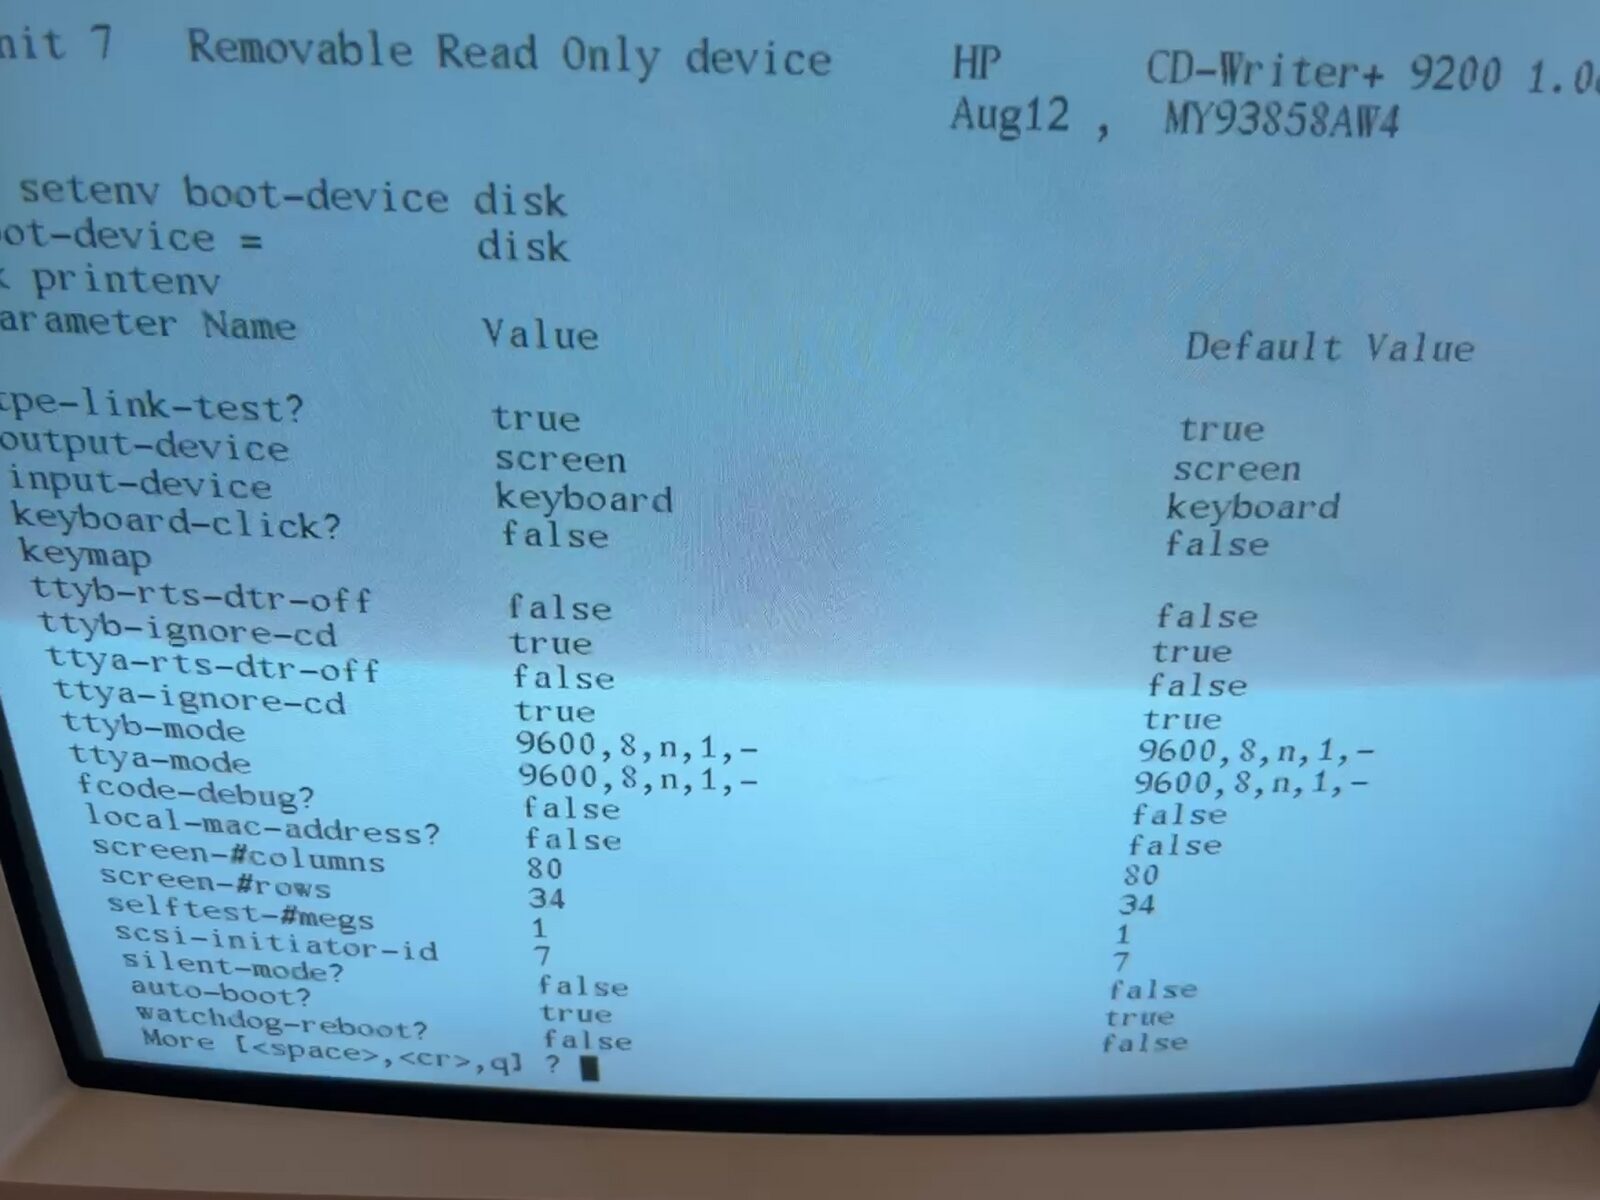 nit 7 Removable Read Only device HP CD-Writer+ 9200 1.0
Aug12 , MY93858AW4
setenv boot-device disk
ot-device = disk
printenv
arameter Name Value Default Value
tpe-link-test? true true
output-device screen screen
input-device keyboard keyboard
keyboard-click? false false
keymap
ttyb-rts-dtr-off false false
ttyb-ignore-cd true true
ttya-rts-dtr-off false false
ttya-ignore-cd true true
ttyb-mode 9600,8,n,1,- 9600,8,n,1,-
ttya-mode 9600,8,n,1,- 9600,8,n,1,-
fcode-debug? false false
local-mac-address? false false
screen-#columns 80 80
screen-#rows 34 34
selftest-#megs 1 1
scsi-initiator-id 7 7
silent-mode? false false
auto-boot? true true
watchdog-reboot? false false
More [<space>,<cr>,q] ?